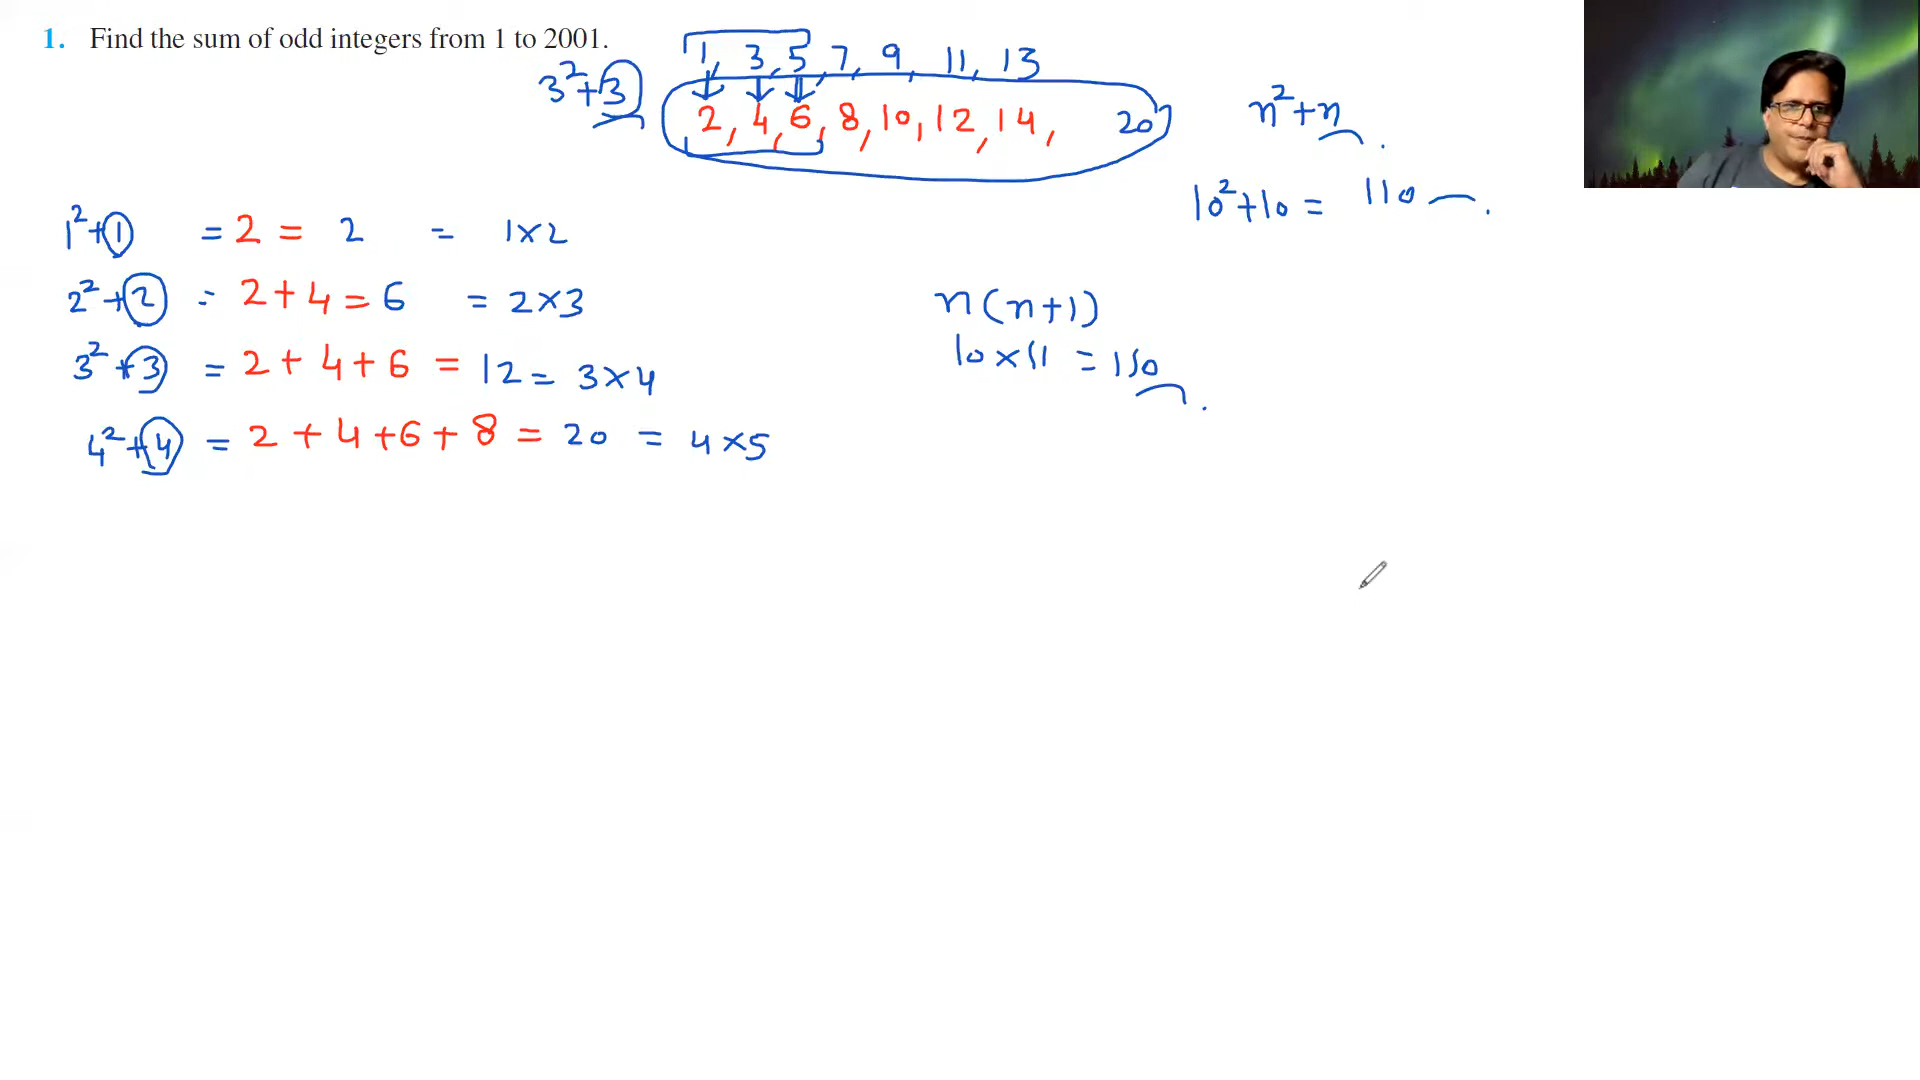 1. Find the sum of odd integers from 1 to 2001.
1, 3, 5, 7, 9, 11, 13
3²+3
2, 4, 6, 8, 10, 12, 14, 20
n²+n
10²+10 = 110
1²+1 = 2 = 2 = 1×2
2²+2 = 2+4 = 6 = 2×3
n(n+1)
3²+3 = 2+4+6 = 12 = 3×4
10×11 = 110
4²+4 = 2+4+6+8 = 20 = 4×5